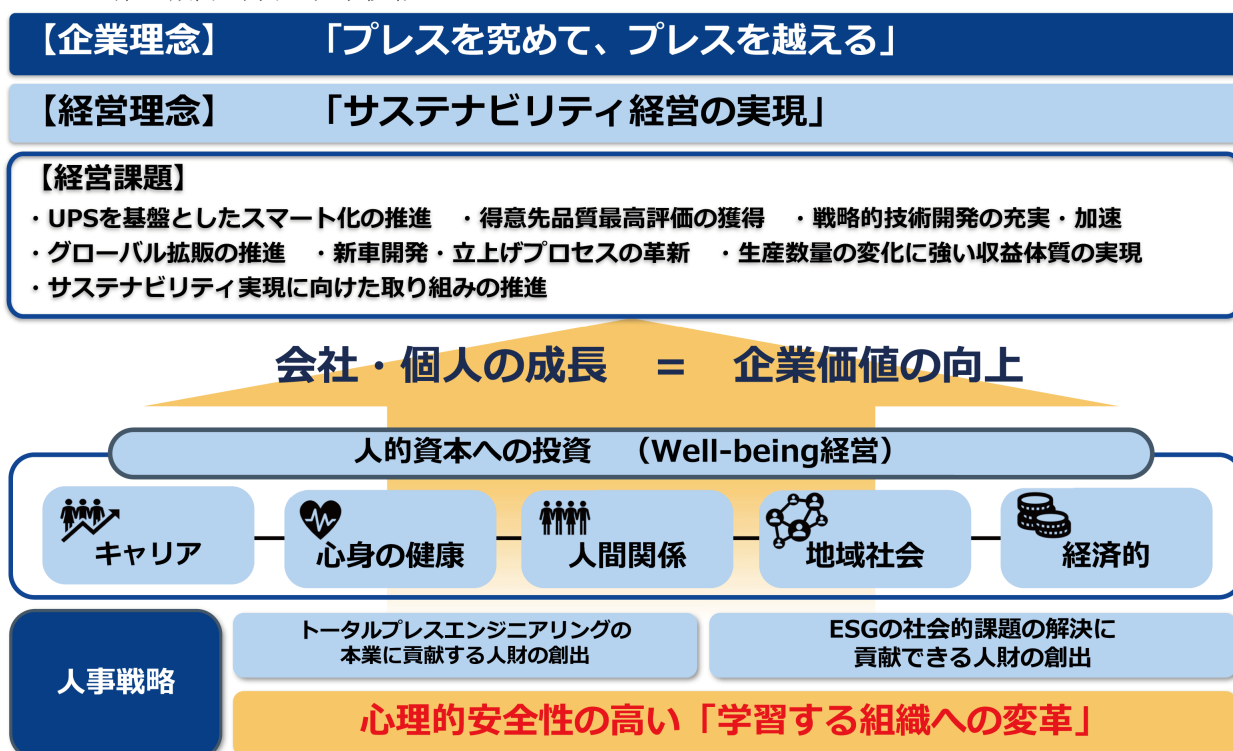 【企業理念】 「プレスを究めて、プレスを越える」
【経営理念】 「サステナビリティ経営の実現」
【経営課題】
・UPSを基盤としたスマート化の推進 ・得意先品質最高評価の獲得 ・戦略的技術開発の充実・加速
・グローバル拡販の推進 ・新車開発・立上げプロセスの革新 ・生産数量の変化に強い収益体質の実現
・サステナビリティ実現に向けた取り組みの推進
会社・個人の成長 = 企業価値の向上
人的資本への投資 （Well-being経営）
キャリア
心身の健康
人間関係
地域社会
経済的
人事戦略
トータルプレスエンジニアリングの
本業に貢献する人財の創出
ESGの社会的課題の解決に
貢献できる人財の創出
心理的安全性の高い「学習する組織への変革」